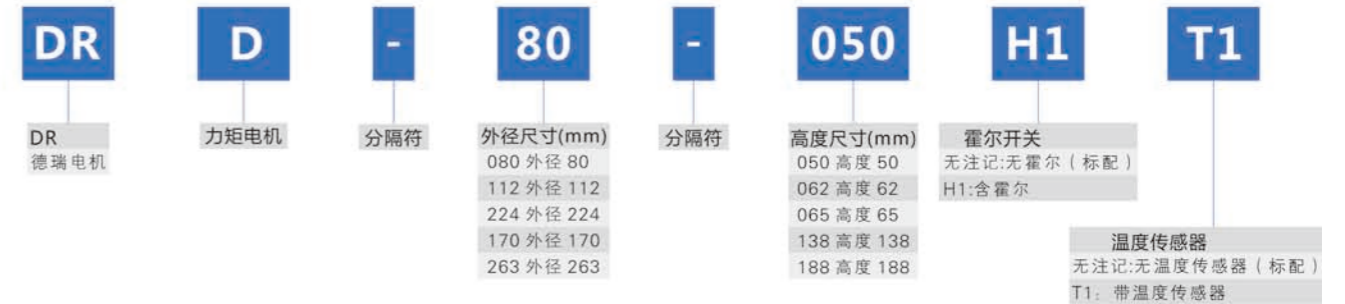 DR D - 80 - 050 H1 T1
DR
德瑞电机
力矩电机
分隔符
外径尺寸(mm)
080 外径 80
112 外径 112
224 外径 224
170 外径 170
263 外径 263
分隔符
高度尺寸(mm)
050 高度 50
062 高度 62
065 高度 65
138 高度 138
188 高度 188
霍尔开关
无注记:无霍尔（标配）
H1:含霍尔
温度传感器
无注记:无温度传感器（标配）
T1：带温度传感器